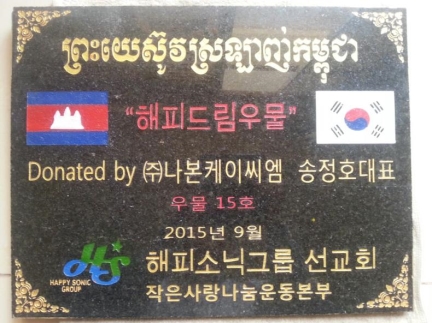 ព្រះយេស៊ូវស្រឡាញ់កម្ពុជា
"해피드림우물"
Donated by ㈜나본케이씨엠 송정호대표
우물 15호
2015년 9월
해피소닉그룹 선교회
HAPPY SONIC
GROUP
작은사랑나눔운동본부